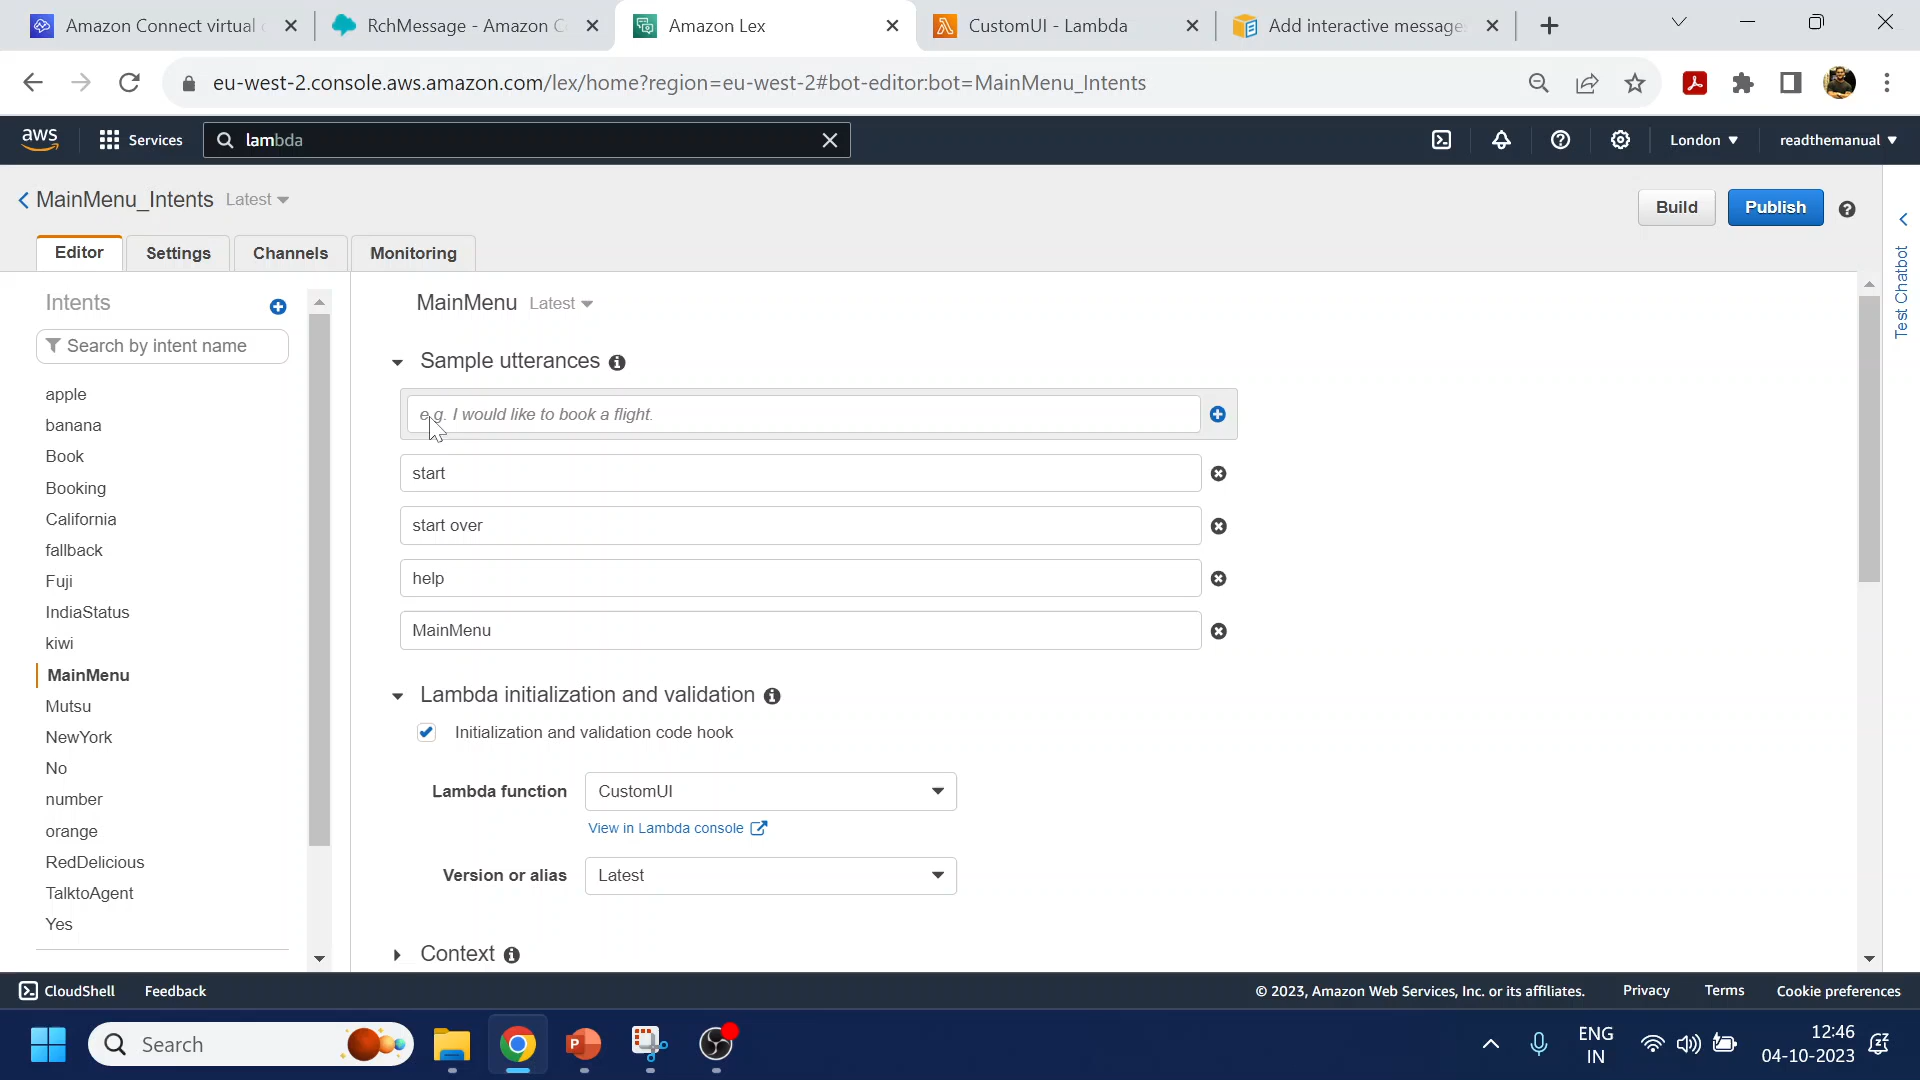 Amazon Connect virtual
RchMessage - Amazon C
Amazon Lex
CustomUI - Lambda
Add interactive message
eu-west-2.console.aws.amazon.com/lex/home?region=eu-west-2#bot-editor:bot=MainMenu_Intents
aws
Services
lambda
London
readthemanual
MainMenu_Intents Latest
Build
Publish
Editor
Settings
Channels
Monitoring
Test Chatbot
Intents
Search by intent name
apple
banana
Book
Booking
California
fallback
Fuji
IndiaStatus
kiwi
MainMenu
Mutsu
NewYork
No
number
orange
RedDelicious
TalktoAgent
Yes
MainMenu Latest
Sample utterances
e.g. I would like to book a flight.
start
start over
help
MainMenu
Lambda initialization and validation
Initialization and validation code hook
Lambda function CustomUI
View in Lambda console
Version or alias Latest
Context
CloudShell
Feedback
© 2023, Amazon Web Services, Inc. or its affiliates.
Privacy
Terms
Cookie preferences
Search
ENG
IN
12:46
04-10-2023